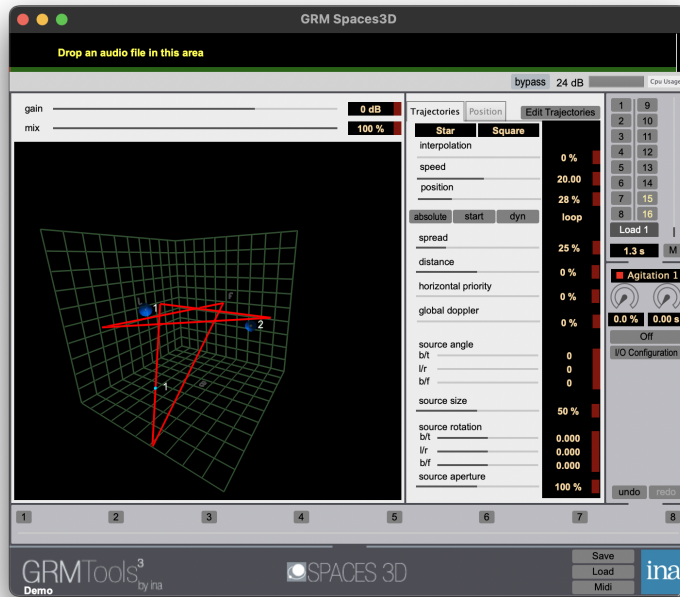 GRM Spaces3D
Drop an audio file in this area
bypass 24 dB Cpu Usage
gain 0 dB
mix 100 %
Trajectories Position Edit Trajectories
Star Square
interpolation
0 %
speed
20.00
position
28 %
absolute start dyn loop
spread
25 %
distance
0 %
horizontal priority
0 %
global doppler
0 %
source angle
b/t 0
l/r 0
b/f 0
source size
50 %
source rotation
b/t 0.000
l/r 0.000
b/f 0.000
source aperture
100 %
1 9
2 10
3 11
4 12
5 13
6 14
7 15
8 16
Load 1
1.3 s M
Agitation 1
0.0 % 0.00 s
Off
I/O Configuration
undo redo
L 1 F
2
1
1 2 3 4 5 6 7 8
GRMTools3
by ina
Demo
SPACES 3D
Save
Load
Midi
ina